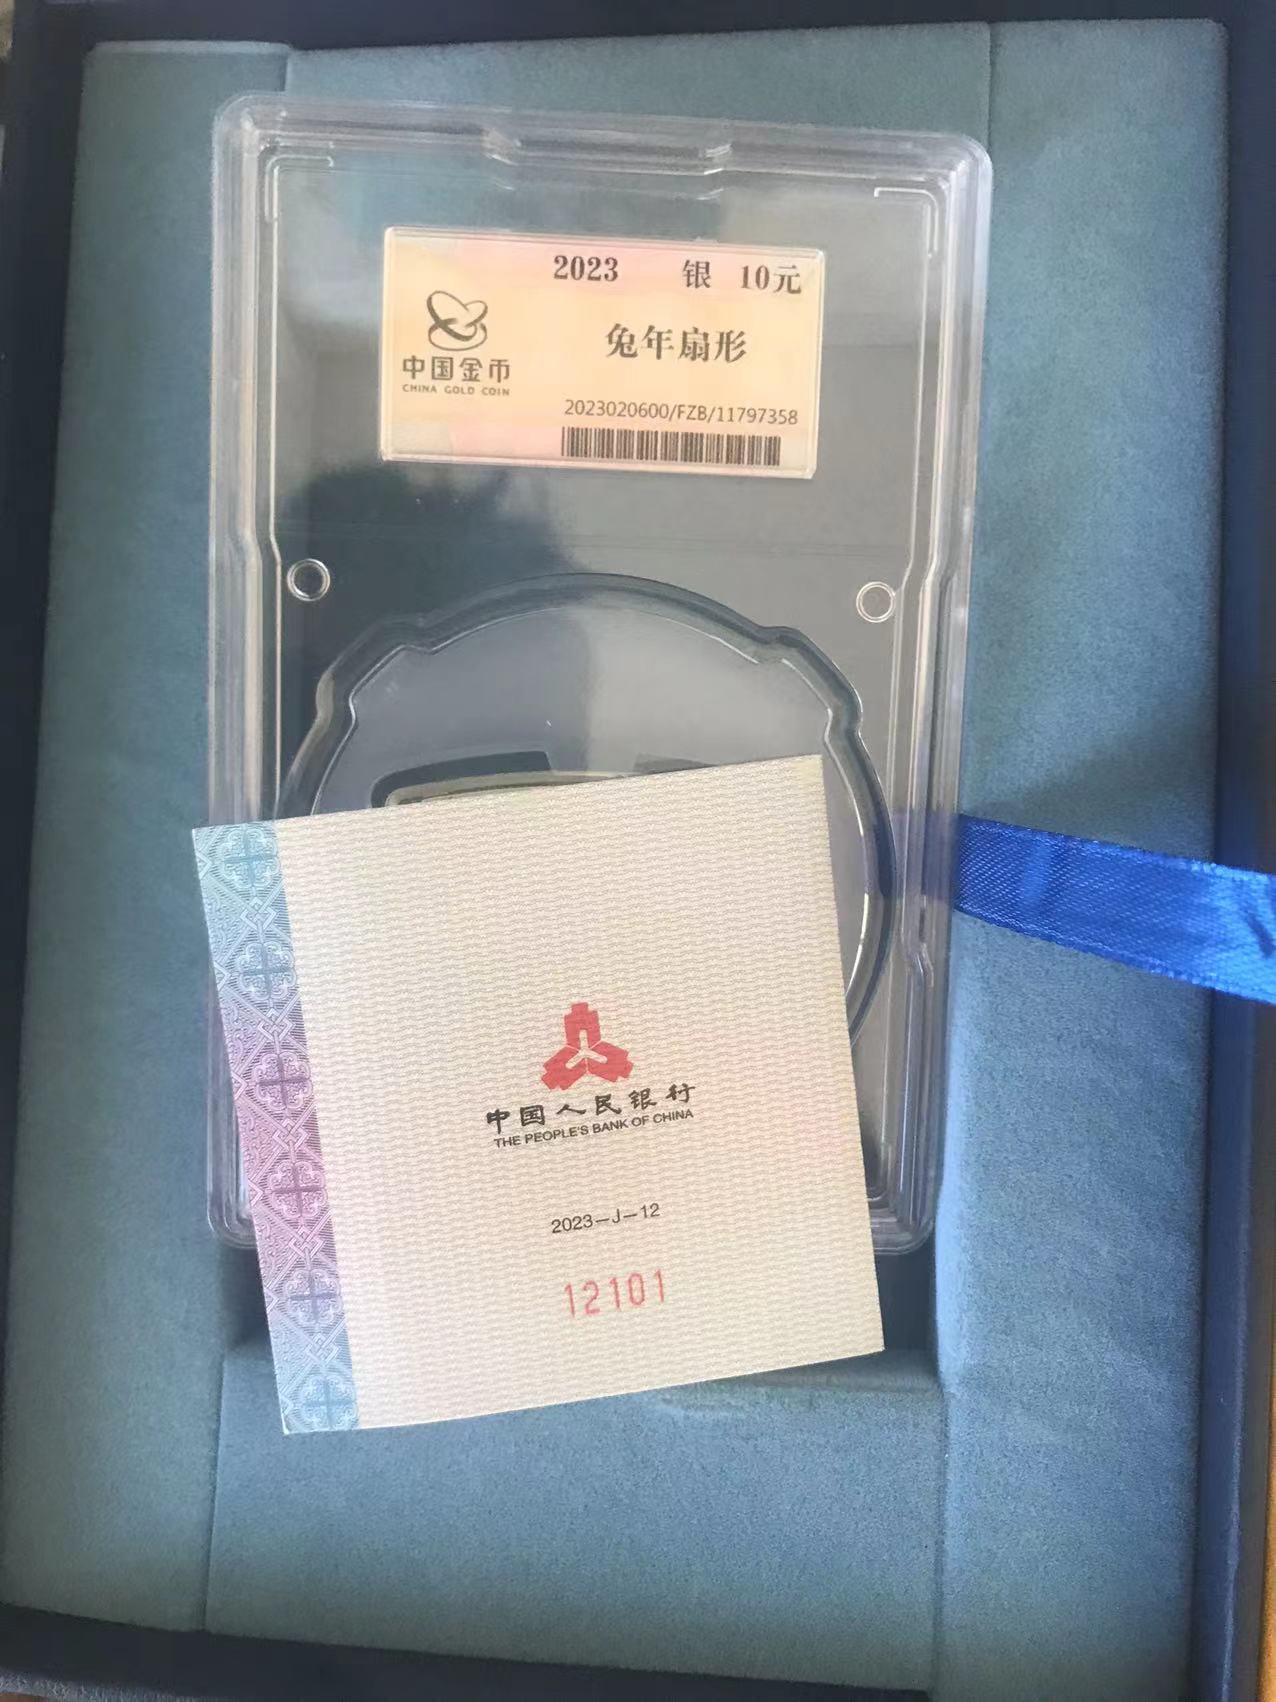 2023 银 10元
兔年扇形
中国金币
CHINA GOLD COIN
2023020600/FZB/11797358
中国人民银行
THE PEOPLE'S BANK OF CHINA
2023-J-12
12101